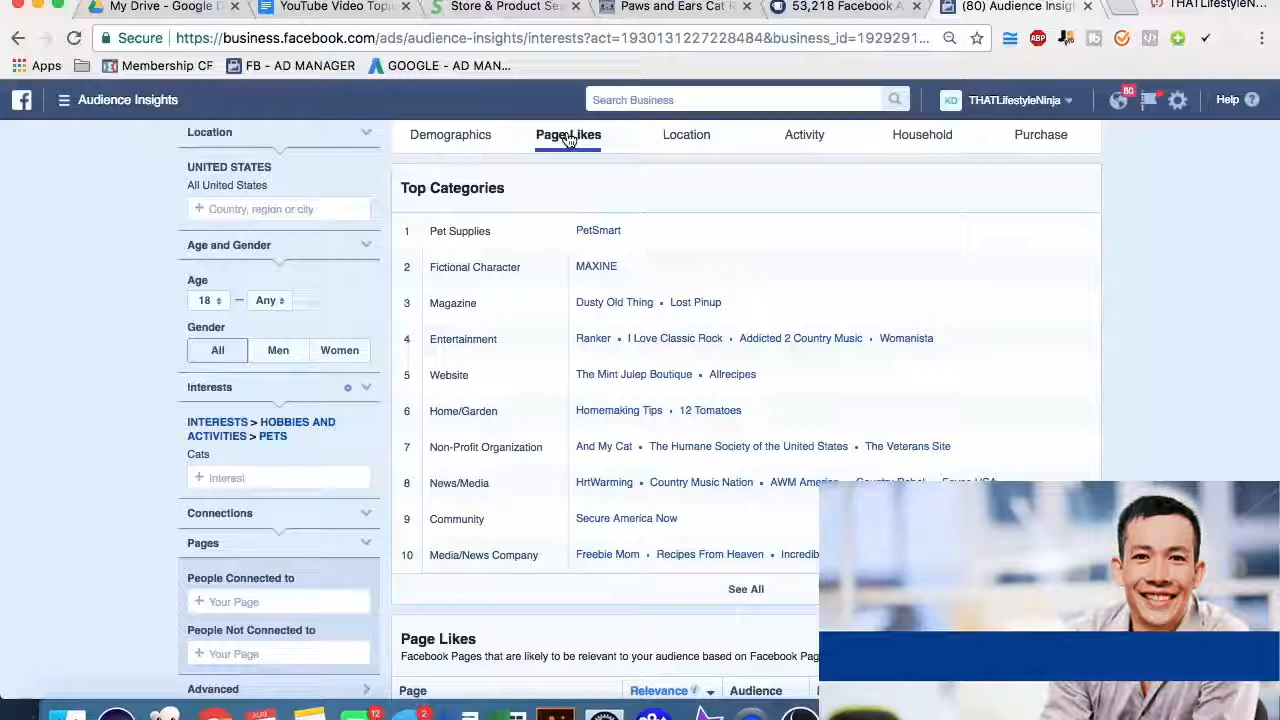 My Drive - Google D
YouTube Video Topi
Store & Product Sea
Paws and Ears Cat R
53,218 Facebook A
(80) Audience Insig
THATLifestyleN...
Secure
https://business.facebook.com/ads/audience-insights/interests?act=1930131227228484&business_id=1929291...
Apps
Membership CF
FB - AD MANAGER
GOOGLE - AD MAN...
Audience Insights
Search Business
KD
THATLifestyleNinja
80
Help
Location
UNITED STATES
All United States
+ Country, region or city
Age and Gender
Age
18 — Any
Gender
All Men Women
Interests
INTERESTS > HOBBIES AND
ACTIVITIES > PETS
Cats
+ Interest
Connections
Pages
People Connected to
+ Your Page
People Not Connected to
+ Your Page
Advanced
Demographics Page Likes Location Activity Household Purchase
Top Categories
1 Pet Supplies PetSmart
2 Fictional Character MAXINE
3 Magazine Dusty Old Thing • Lost Pinup
4 Entertainment Ranker • I Love Classic Rock • Addicted 2 Country Music • Womanista
5 Website The Mint Julep Boutique • Allrecipes
6 Home/Garden Homemaking Tips • 12 Tomatoes
7 Non-Profit Organization And My Cat • The Humane Society of the United States • The Veterans Site
8 News/Media HrtWarming • Country Music Nation • AWM America
9 Community Secure America Now
10 Media/News Company Freebie Mom • Recipes From Heaven • Incredib
See All
Page Likes
Facebook Pages that are likely to be relevant to your audience based on Facebook Pag
Page Relevance Audience
12
2